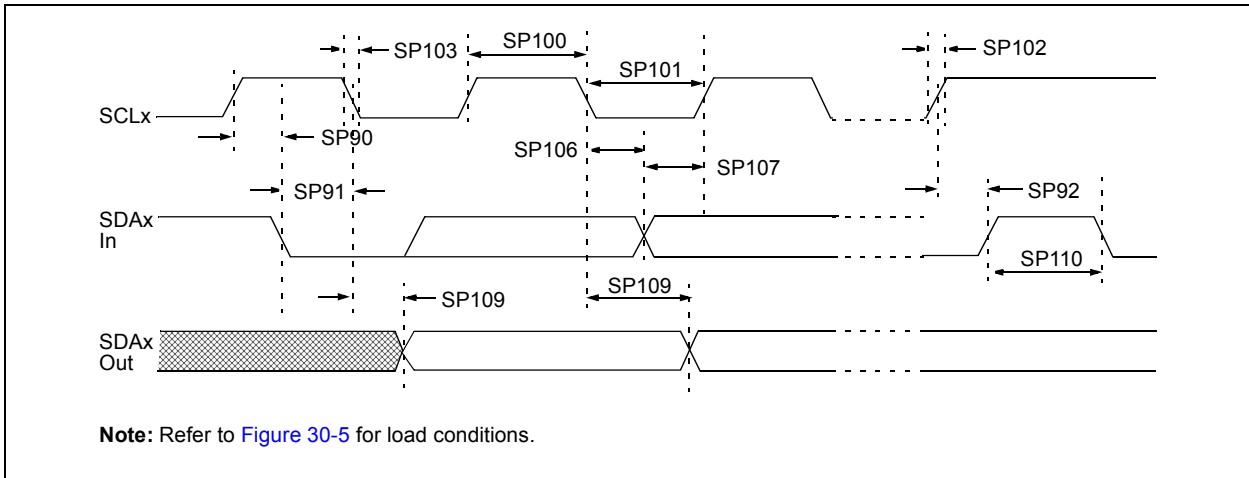 SP103
SP100
SP101
SP102
SCLx
SP90
SP106
SP107
SP91
SP92
SDAx
In
SP110
SP109
SP109
SDAx
Out
Note: Refer to Figure 30-5 for load conditions.